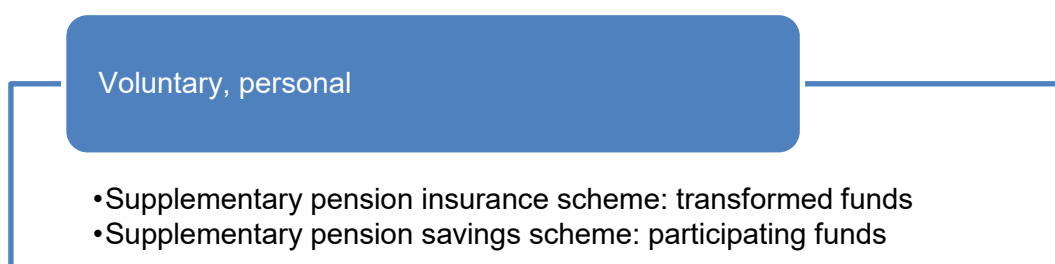 Voluntary, personal
•Supplementary pension insurance scheme: transformed funds
•Supplementary pension savings scheme: participating funds